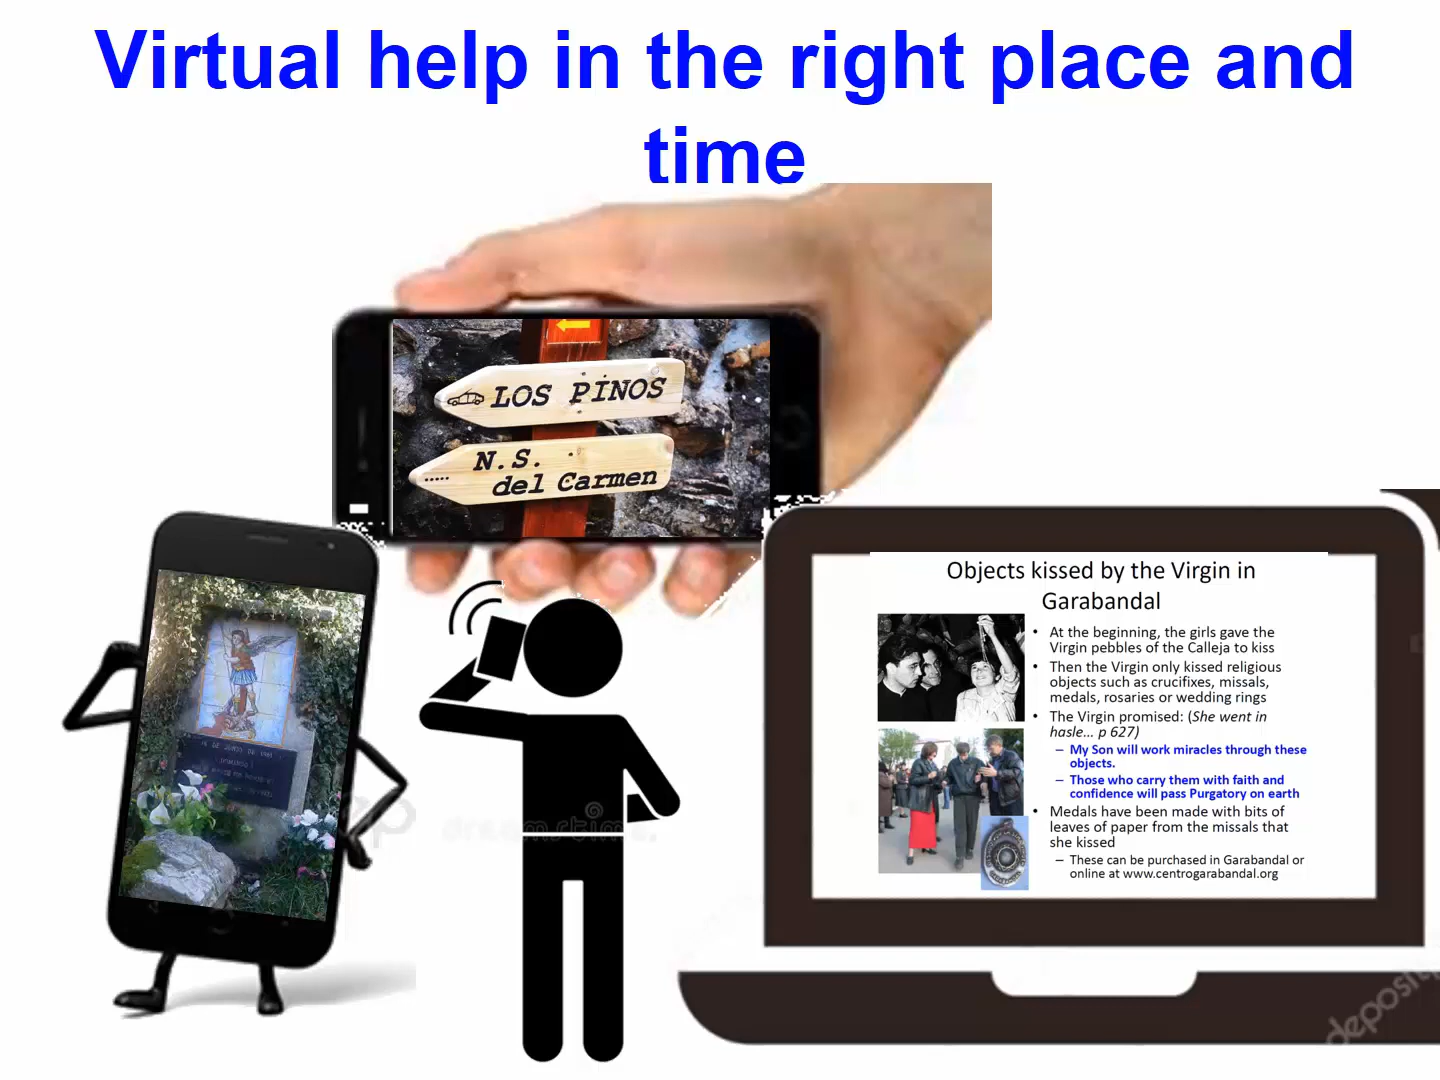 Virtual help in the right place and
time
LOS PINOS
N.S.
del Carmen
Objects kissed by the Virgin in
Garabandal
• At the beginning, the girls gave the
Virgin pebbles of the Calleja to kiss
• Then the Virgin only kissed religious
objects such as crucifixes, missals,
medals, rosaries or wedding rings
• The Virgin promised: (She went in
hasle... p 627)
– My Son will work miracles through these
objects.
– Those who carry them with faith and
confidence will pass Purgatory on earth
• Medals have been made with bits of
leaves of paper from the missals that
she kissed
– These can be purchased in Garabandal or
online at www.centrogarabandal.org
dreamstime.
deposit